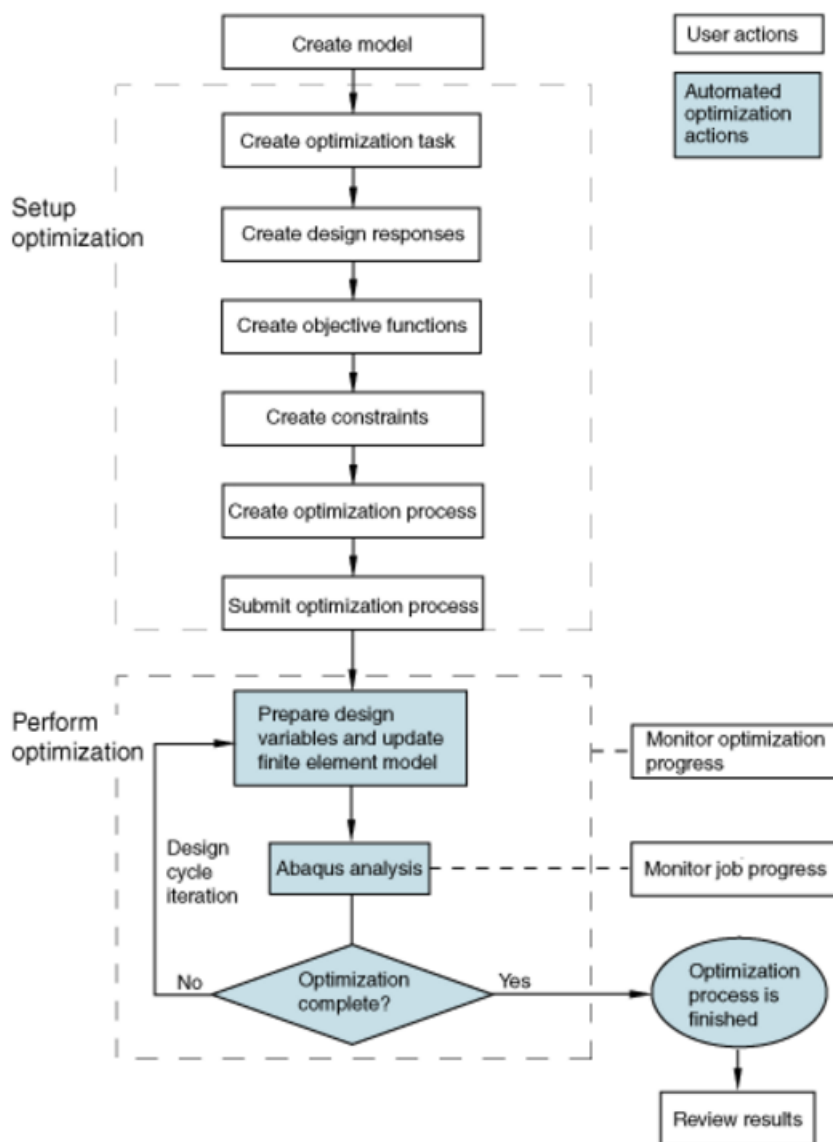 Create model
User actions
Automated
optimization
actions
Setup
optimization
Create optimization task
Create design responses
Create objective functions
Create constraints
Create optimization process
Submit optimization process
Perform
optimization
Prepare design
variables and update
finite element model
Monitor optimization
progress
Design
cycle
iteration
Abaqus analysis
Monitor job progress
No
Optimization
complete?
Yes
Optimization
process is
finished
Review results